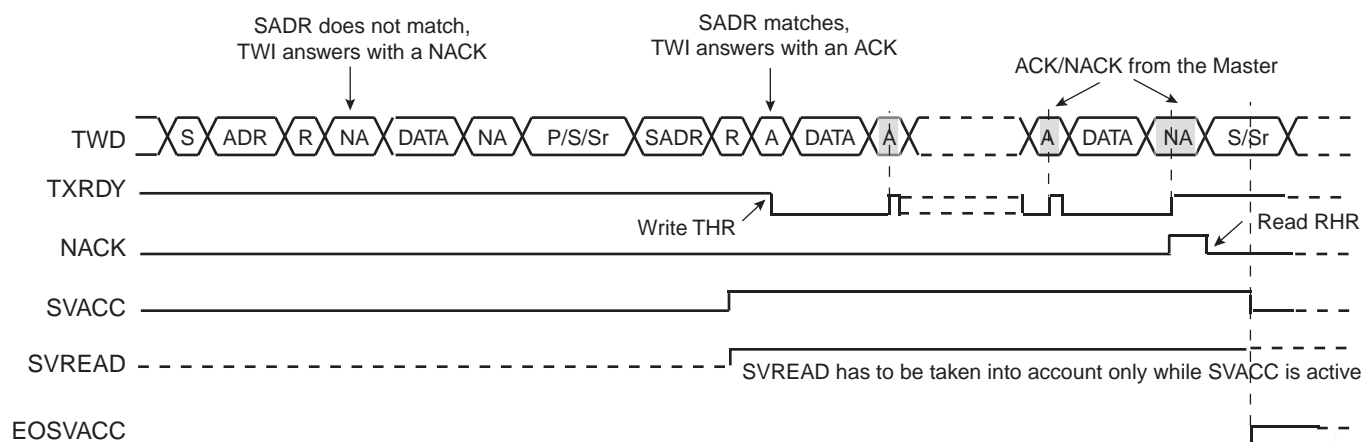 SADR does not match,
TWI answers with a NACK
SADR matches,
TWI answers with an ACK
ACK/NACK from the Master
TWD S ADR R NA DATA NA P/S/Sr SADR R A DATA A A DATA NA S/Sr
TXRDY
Write THR
Read RHR
NACK
SVACC
SVREAD
SVREAD has to be taken into account only while SVACC is active
EOSVACC